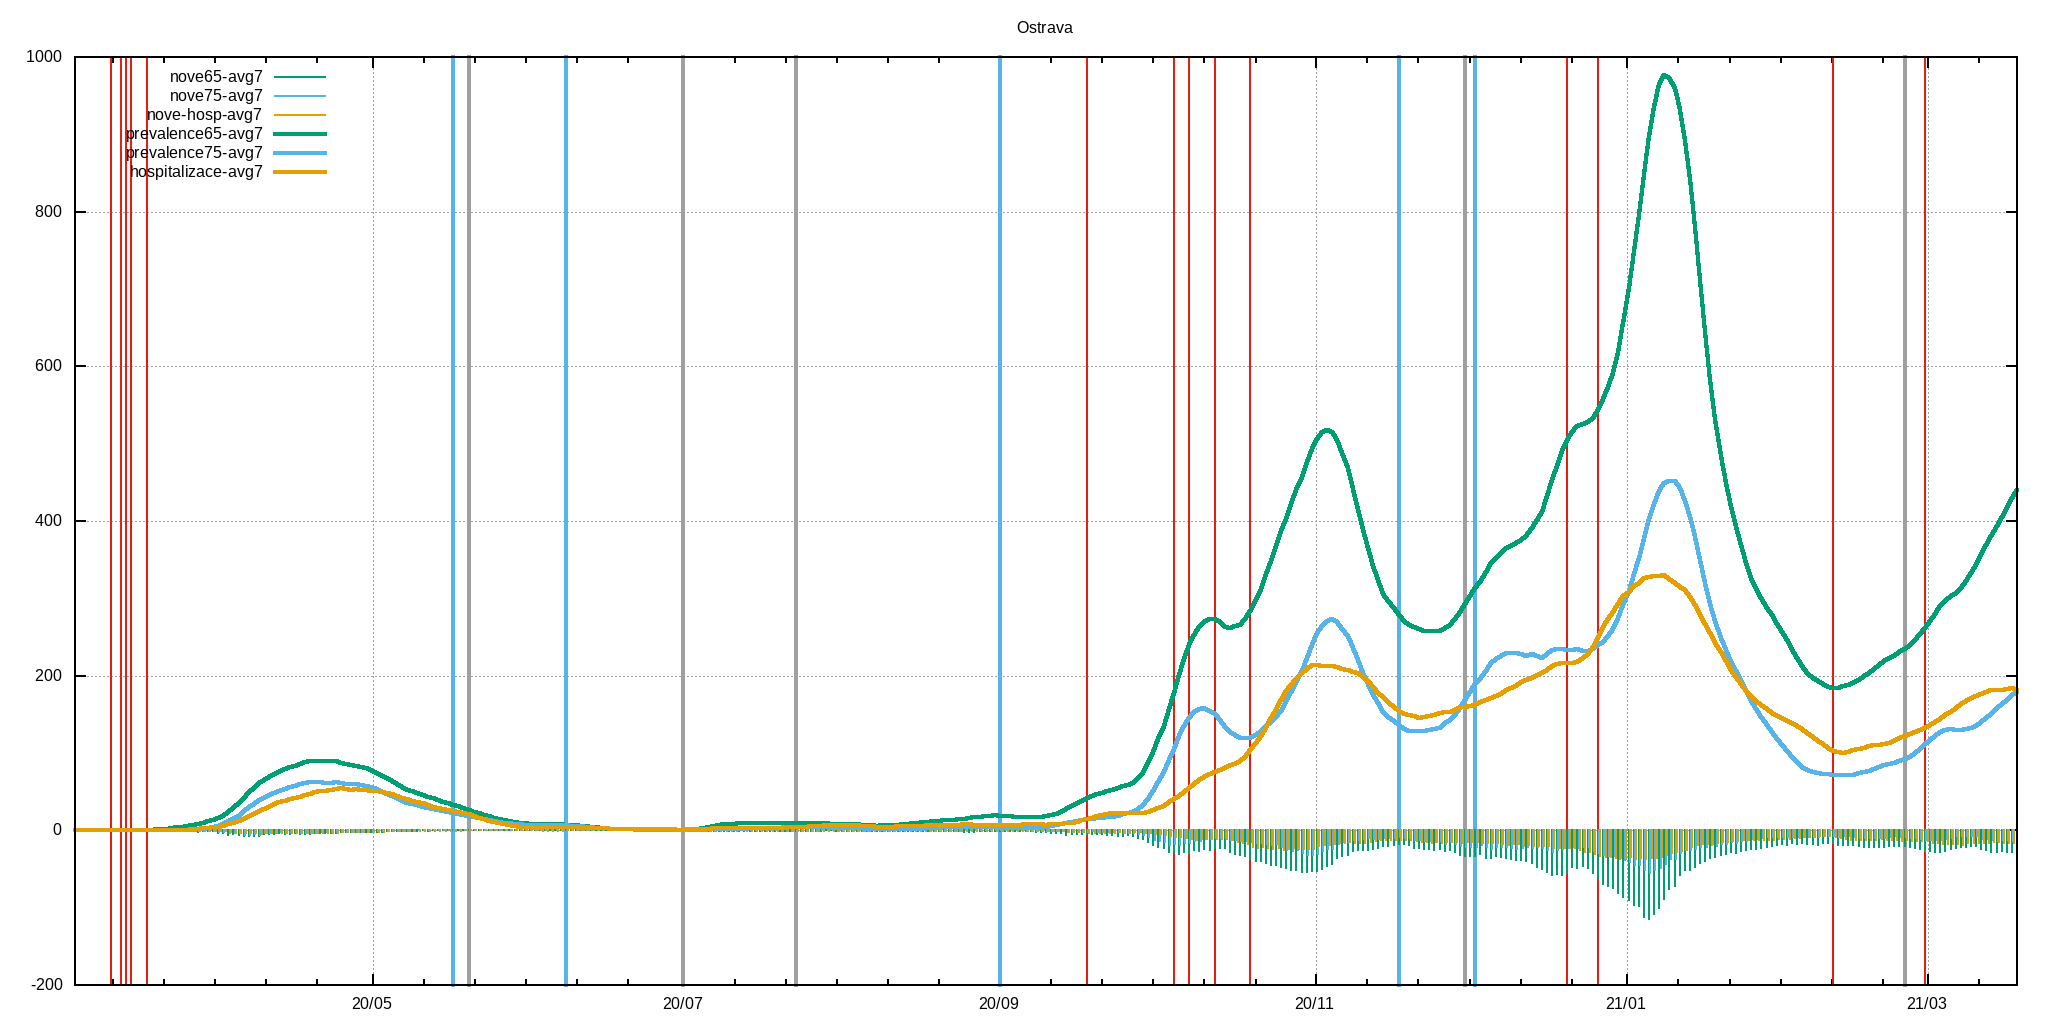 Ostrava
1000
800
600
400
200
0
-200
nove65-avg7
nove75-avg7
nove-hosp-avg7
prevalence65-avg7
prevalence75-avg7
hospitalizace-avg7
20/05
20/07
20/09
20/11
21/01
21/03